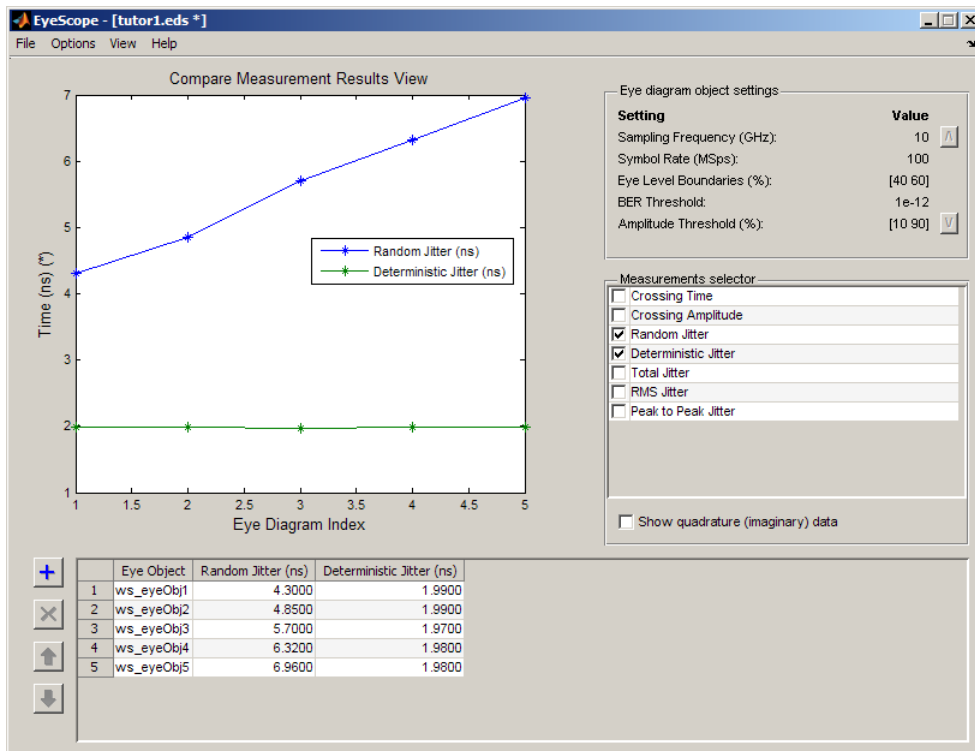 EyeScope - [tutor1.eds *]
File Options View Help
Compare Measurement Results View
7
6
5
4
3
2
1
Time (ns) (*)
Random Jitter (ns)
Deterministic Jitter (ns)
1 1.5 2 2.5 3 3.5 4 4.5 5
Eye Diagram Index
Eye diagram object settings
Setting Value
Sampling Frequency (GHz): 10
Symbol Rate (MSps): 100
Eye Level Boundaries (%): [40 60]
BER Threshold: 1e-12
Amplitude Threshold (%): [10 90]
Measurements selector
Crossing Time
Crossing Amplitude
Random Jitter
Deterministic Jitter
Total Jitter
RMS Jitter
Peak to Peak Jitter
Show quadrature (imaginary) data
Eye Object Random Jitter (ns) Deterministic Jitter (ns)
1 ws_eyeObj1 4.3000 1.9900
2 ws_eyeObj2 4.8500 1.9900
3 ws_eyeObj3 5.7000 1.9700
4 ws_eyeObj4 6.3200 1.9800
5 ws_eyeObj5 6.9600 1.9800